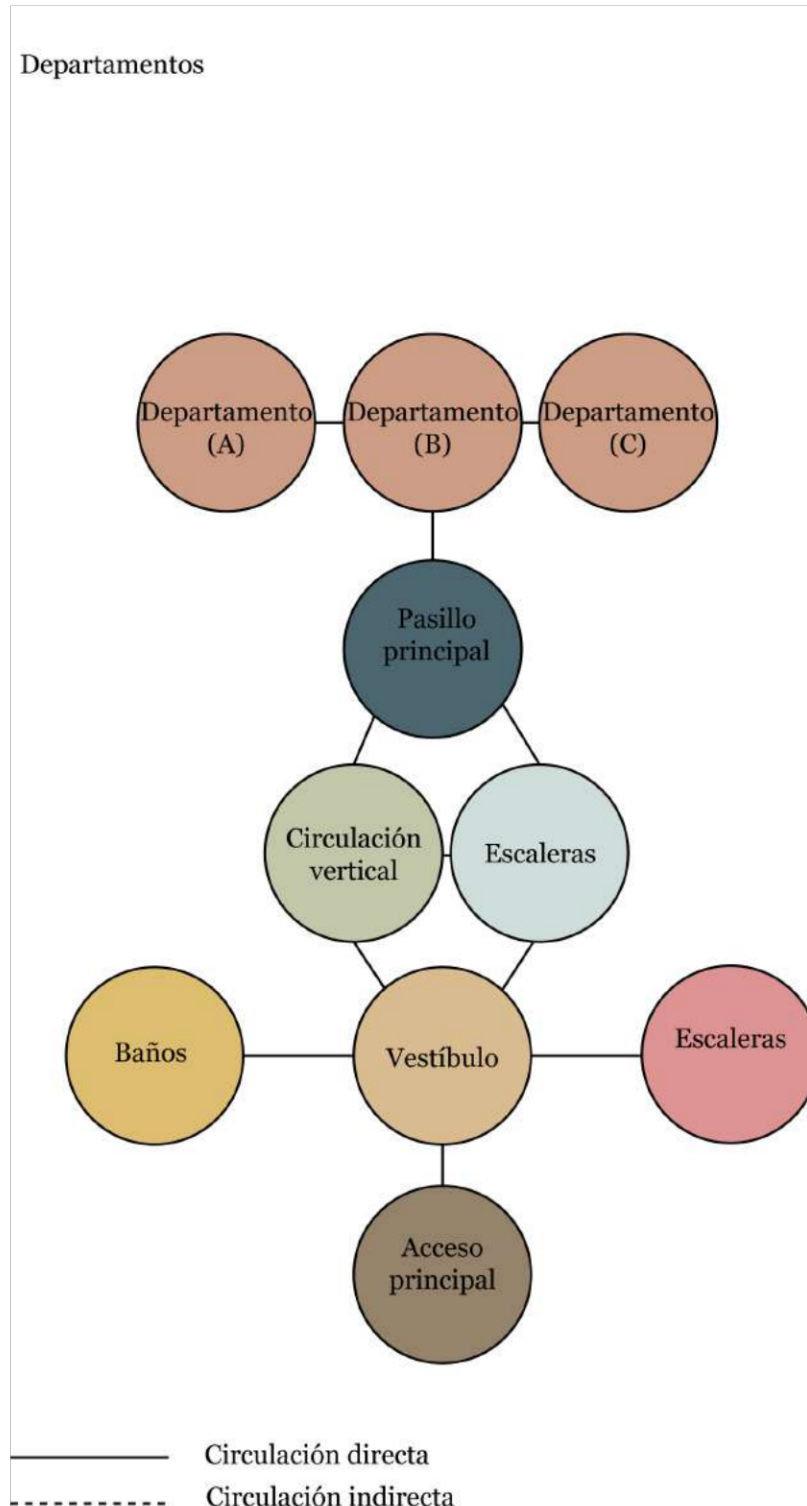 Departamentos
Departamento
(A)
Departamento
(B)
Departamento
(C)
Pasillo
principal
Circulación
vertical
Escaleras
Baños
Vestíbulo
Escaleras
Acceso
principal
Circulación directa
Circulación indirecta